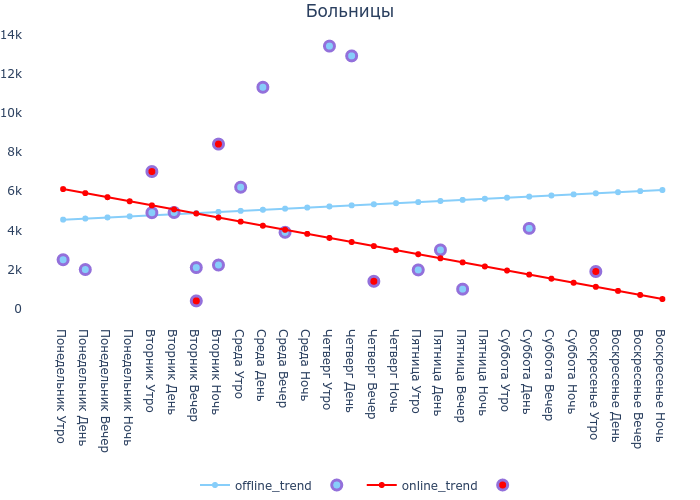 Больницы
14k
12k
10k
8k
6k
4k
2k
0
Понедельник Утро
Понедельник День
Понедельник Вечер
Понедельник Ночь
Вторник Утро
Вторник День
Вторник Вечер
Вторник Ночь
Среда Утро
Среда День
Среда Вечер
Среда Ночь
Четверг Утро
Четверг День
Четверг Вечер
Четверг Ночь
Пятница Утро
Пятница День
Пятница Вечер
Пятница Ночь
Суббота Утро
Суббота День
Суббота Вечер
Суббота Ночь
Воскресенье Утро
Воскресенье День
Воскресенье Вечер
Воскресенье Ночь
offline_trend online_trend